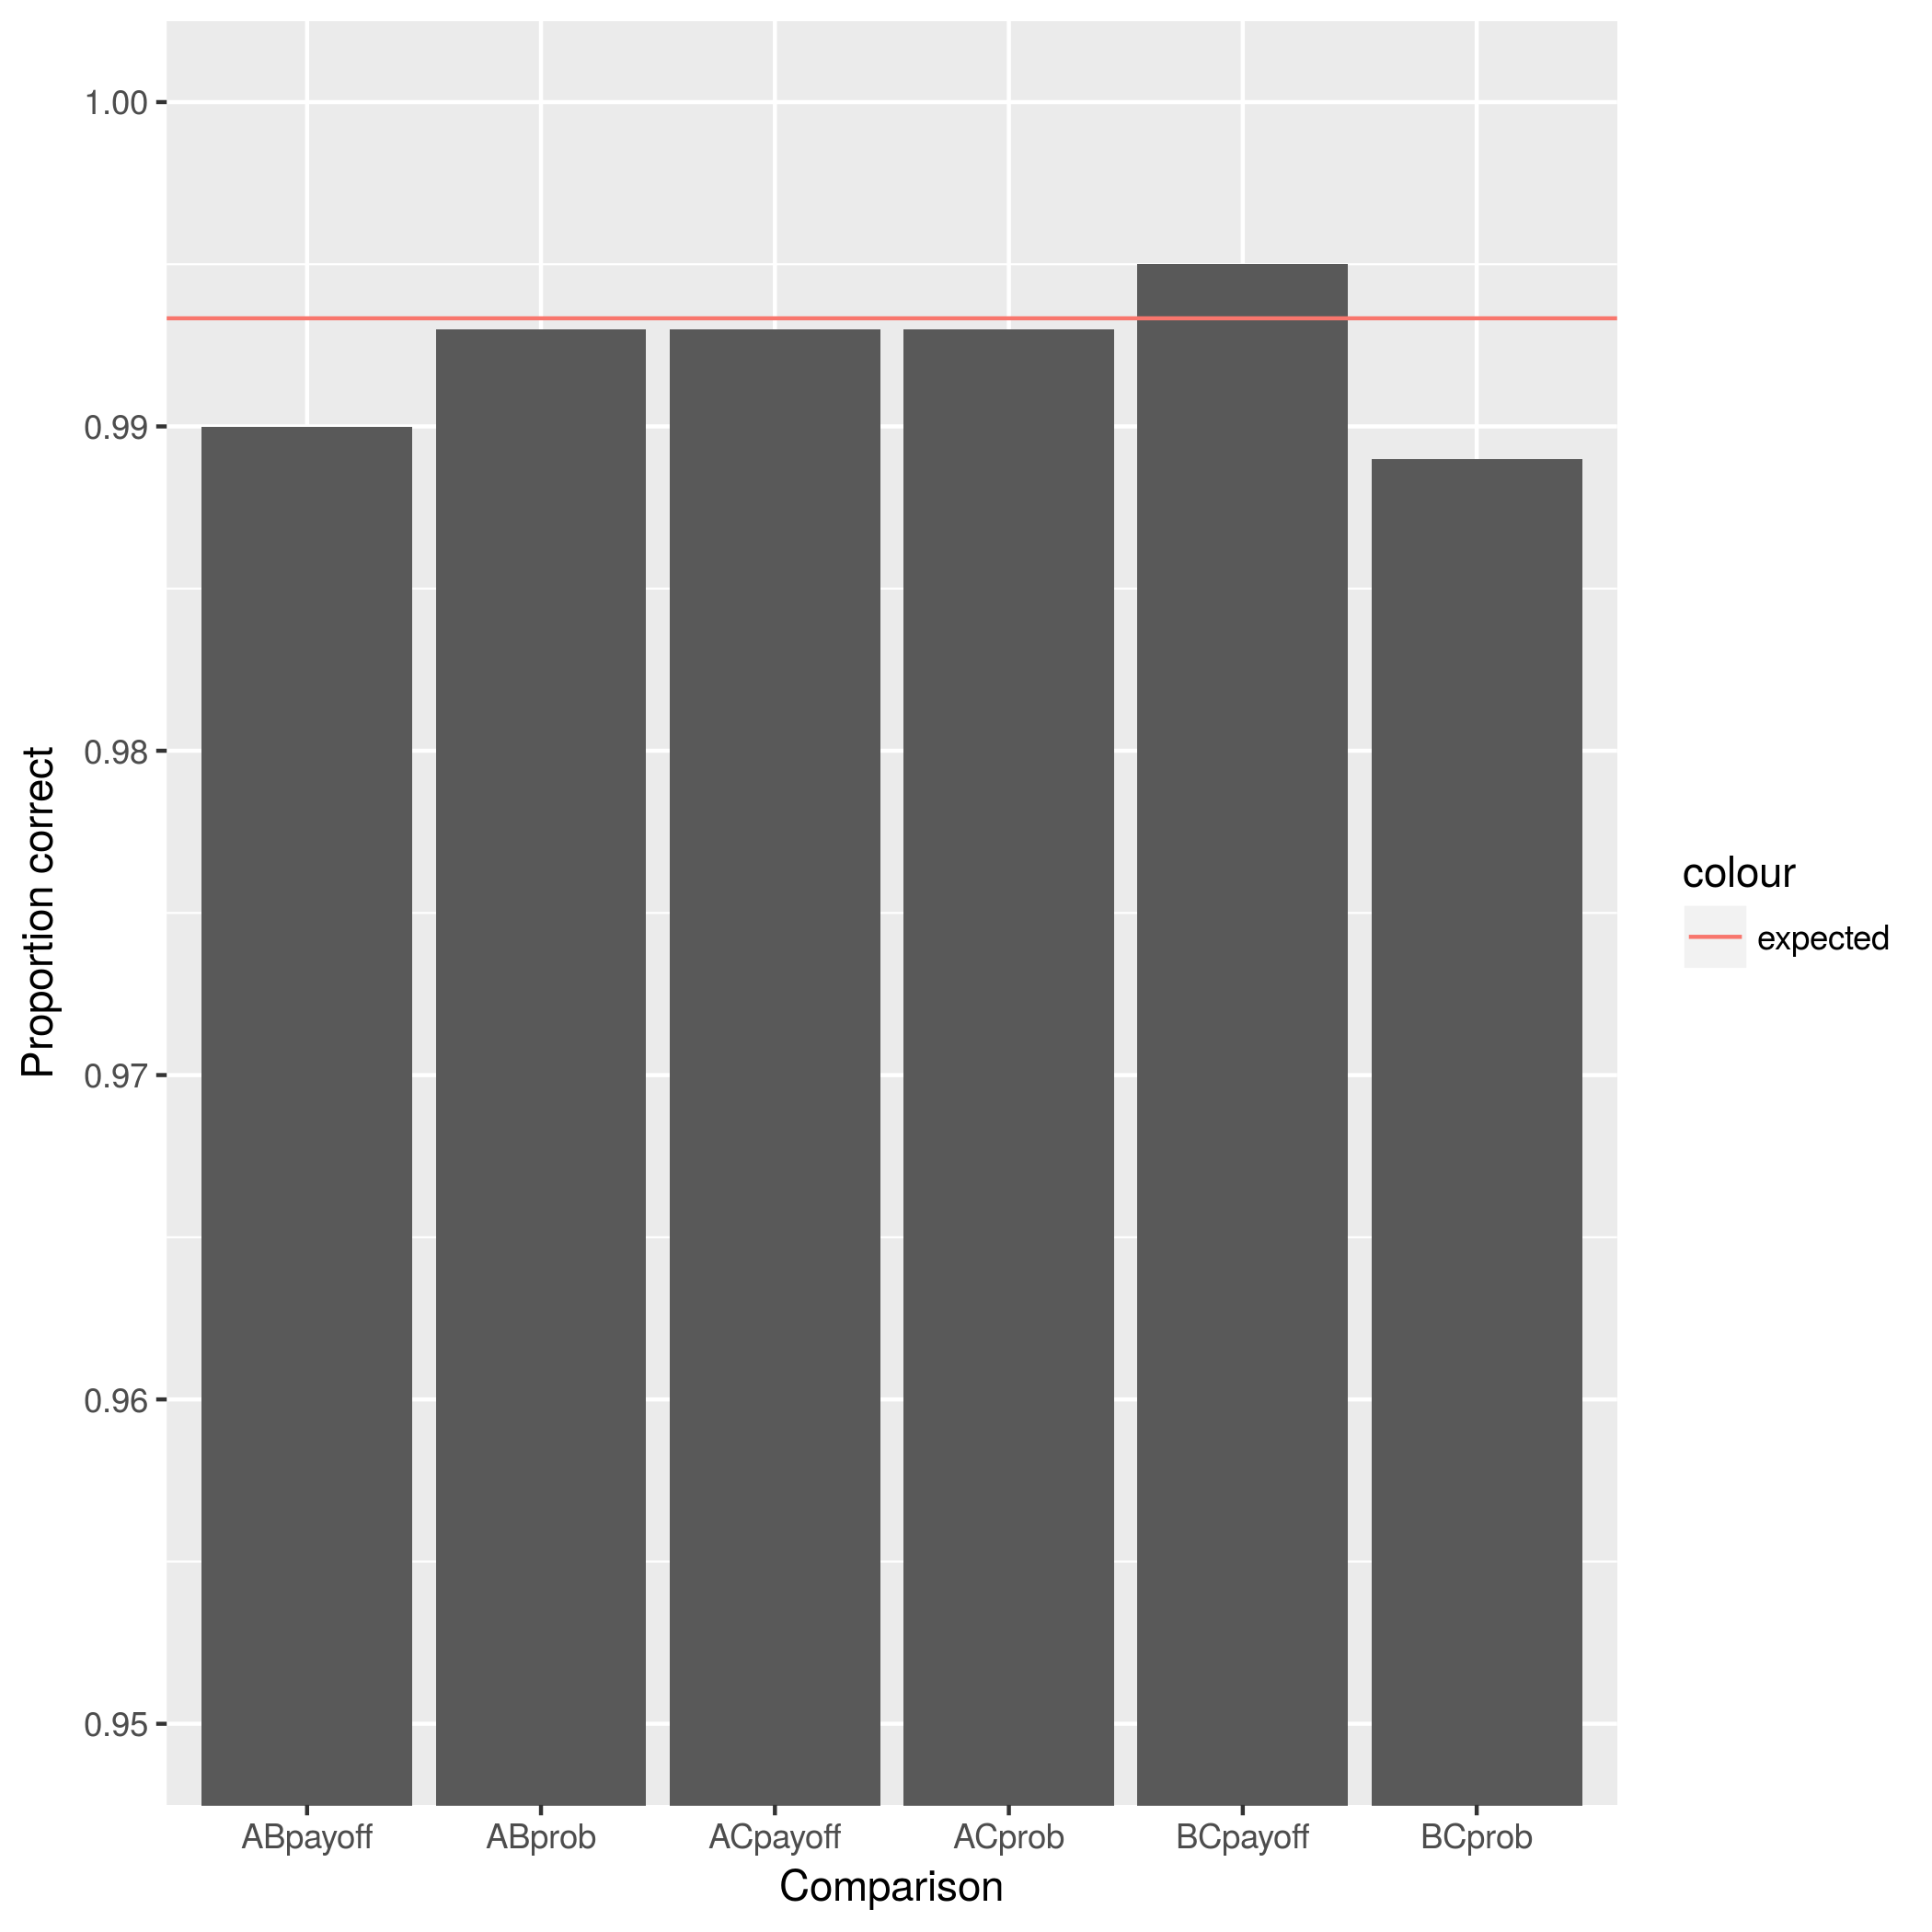 Proportion correct
1.00
0.99
0.98
0.97
0.96
0.95
ABpayoff ABprob ACpayoff ACprob BCpayoff BCprob
Comparison
colour
expected